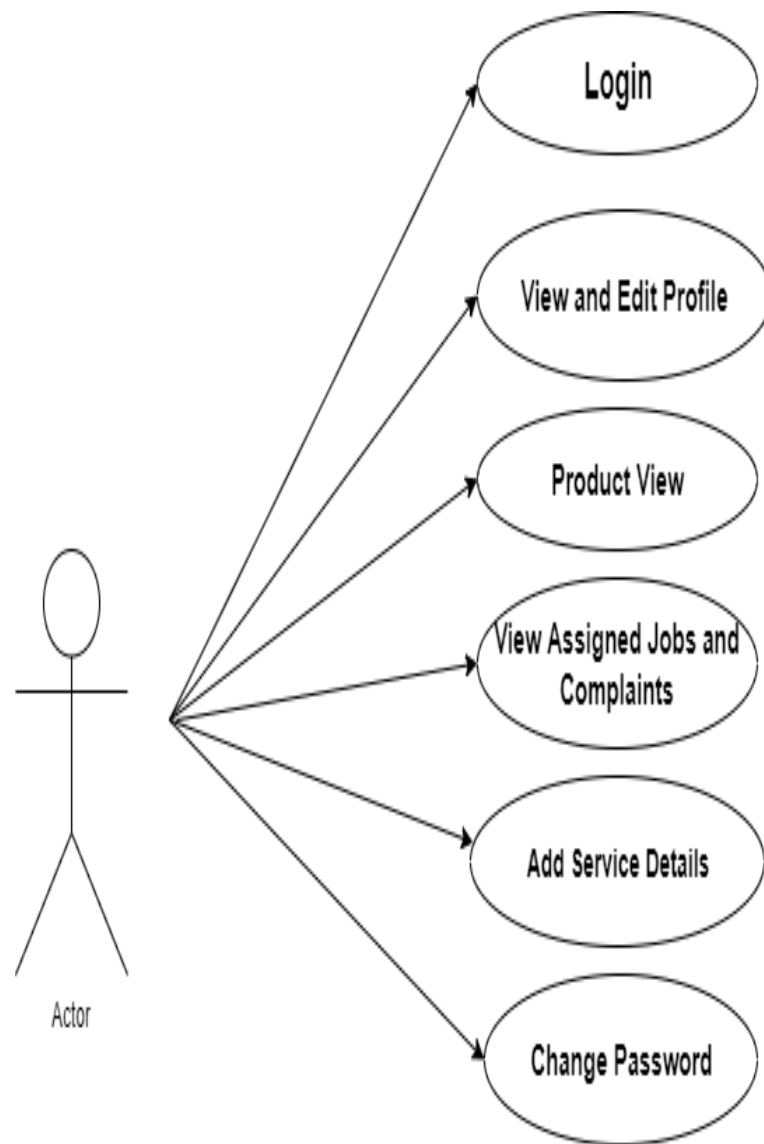 Login
View and Edit Profile
Product View
View Assigned Jobs and
Complaints
Add Service Details
Actor
Change Password